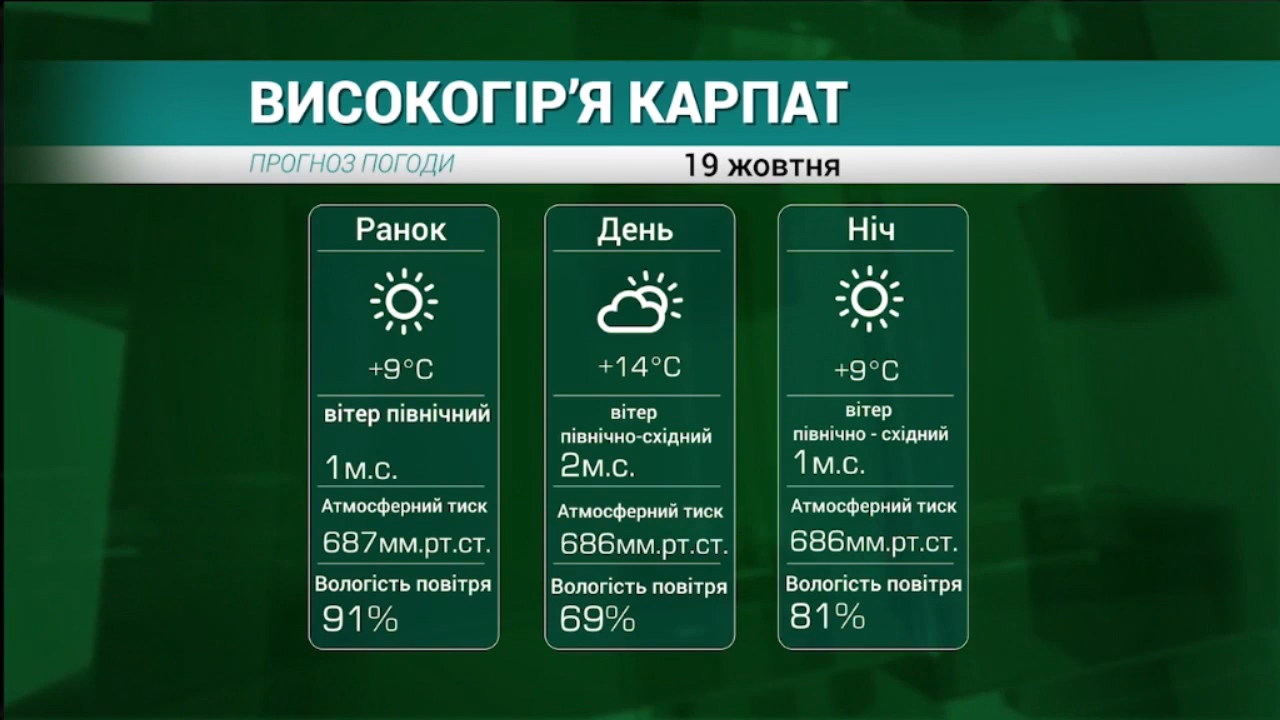 ВИСОКОГІР’Я КАРПАТ
ПРОГНОЗ ПОГОДИ
19 жовтня
Ранок
+9°C
вітер північний
1м.с.
Атмосферний тиск
687мм.рт.ст.
Вологість повітря
91%
День
+14°C
вітер
північно-східний
2м.с.
Атмосферний тиск
686мм.рт.ст.
Вологість повітря
69%
Ніч
+9°C
вітер
північно - східний
1м.с.
Атмосферний тиск
686мм.рт.ст.
Вологість повітря
81%